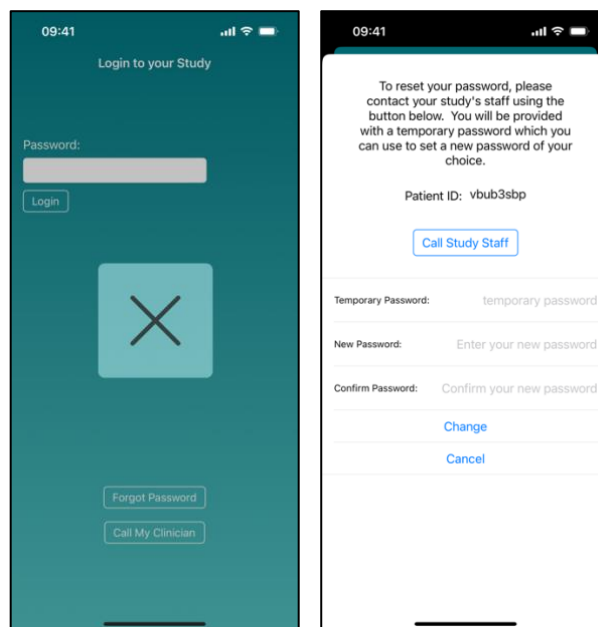 09:41
Login to your Study
Password:
Login
Forgot Password
Call My Clinician
09:41
To reset your password, please
contact your study's staff using the
button below. You will be provided
with a temporary password which you
can use to set a new password of your
choice.
Patient ID: vbub3sbp
Call Study Staff
Temporary Password: temporary password
New Password: Enter your new password
Confirm Password: Confirm your new password
Change
Cancel